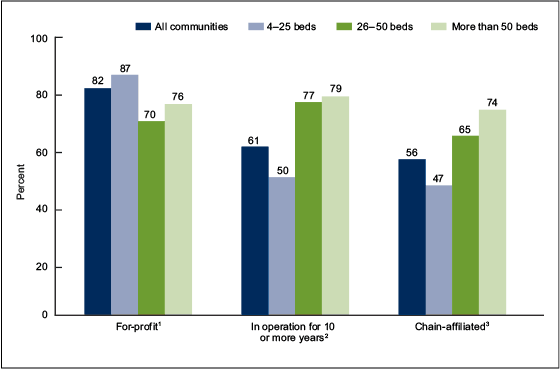 All communities 4–25 beds 26–50 beds More than 50 beds
100
80
60
40
20
0
Percent
82 87 70 76
61 50 77 79
56 47 65 74
For-profit¹ In operation for 10 Chain-affiliated³
or more years²